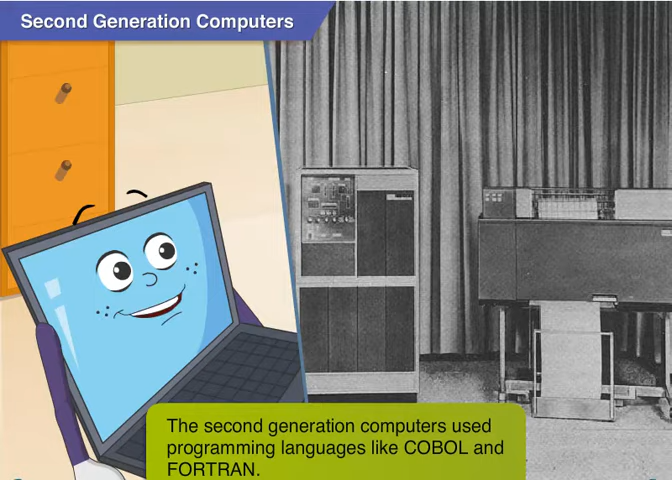 Second Generation Computers
The second generation computers used
programming languages like COBOL and
FORTRAN.